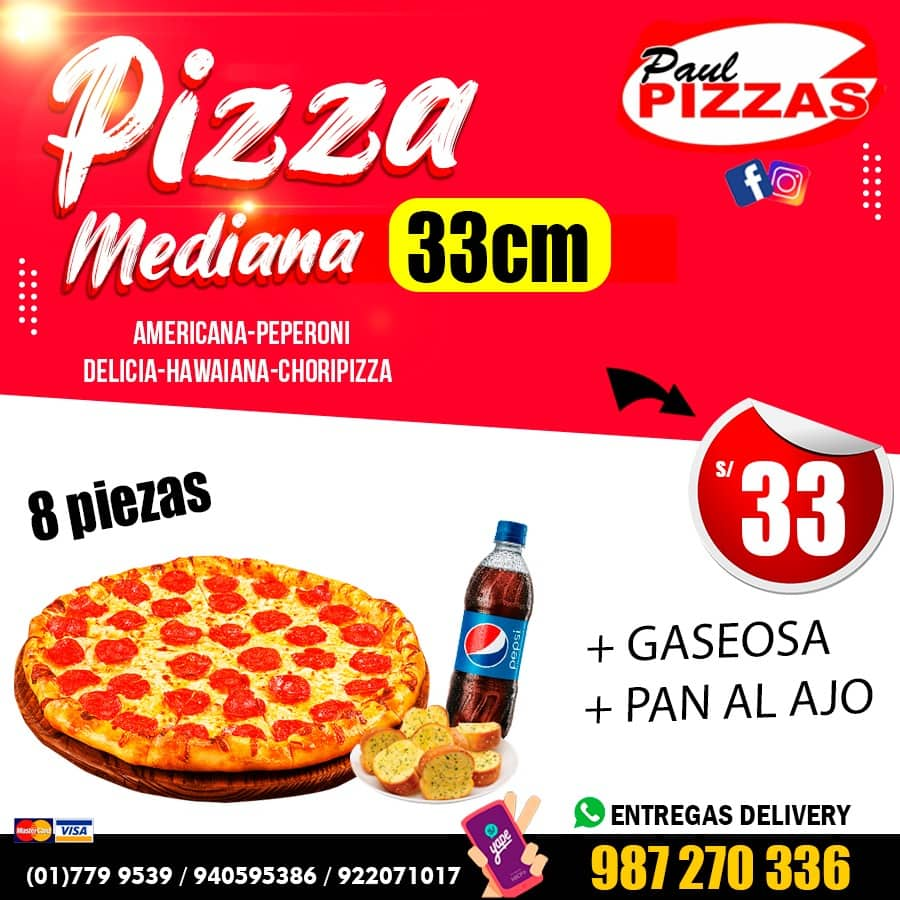 Pizza
Paul
PIZZAS
Mediana 33cm
AMERICANA-PEPERONI
DELICIA-HAWAIANA-CHORIPIZZA
8 piezas
S/ 33
pepsi
+ GASEOSA
+ PAN AL AJO
ENTREGAS DELIVERY
MasterCard VISA
yape
(01)779 9539 / 940595386 / 922071017
987 270 336